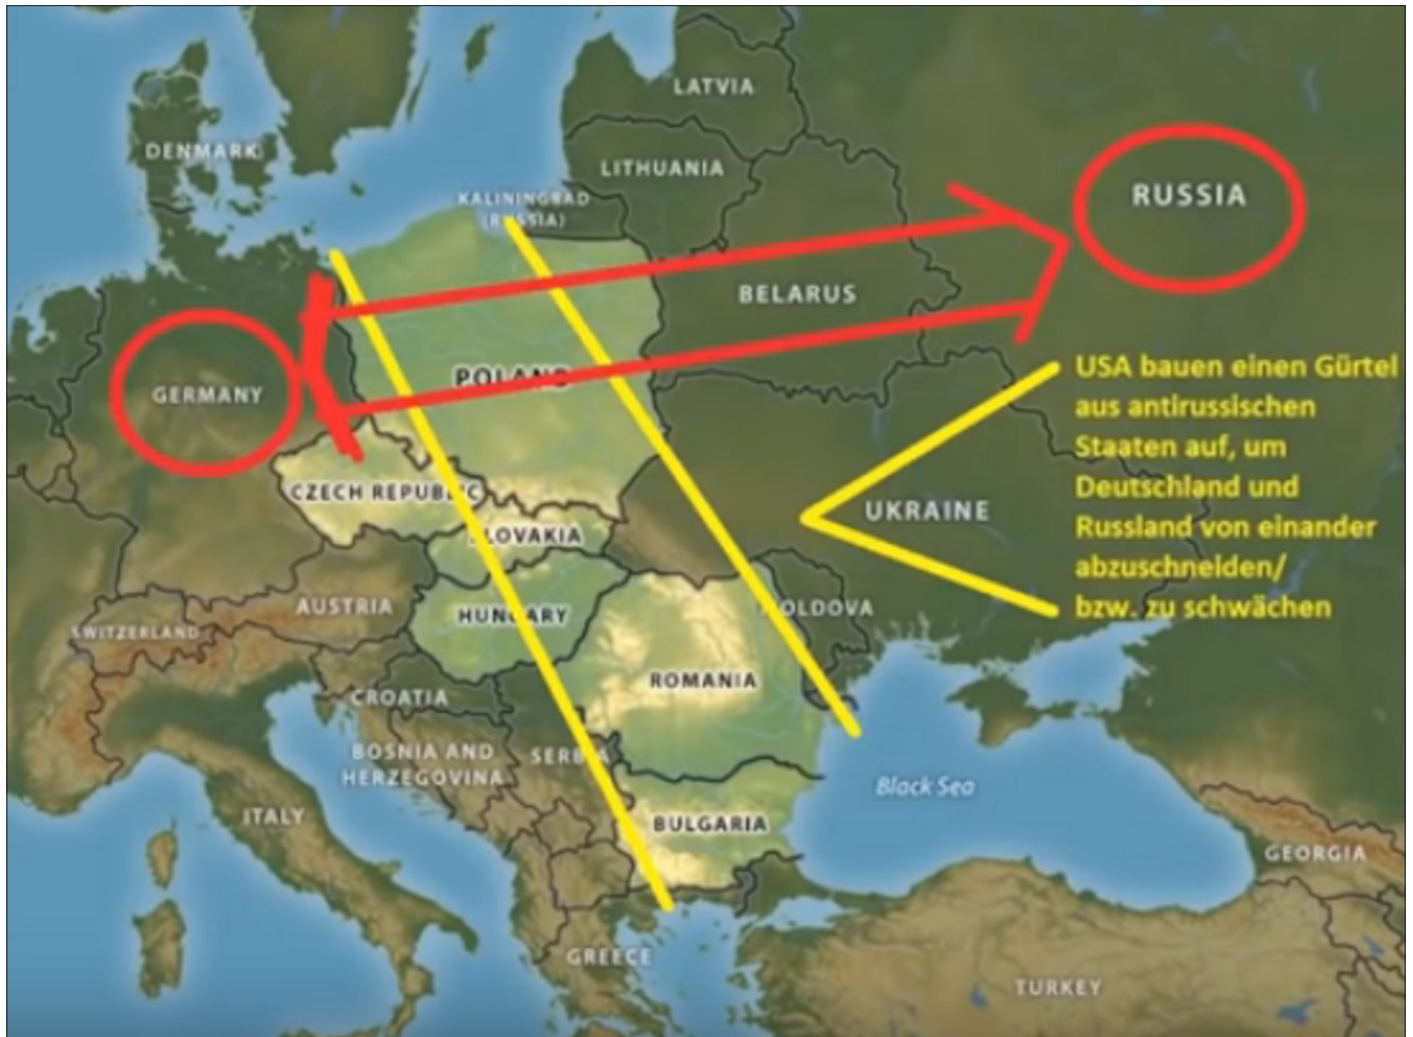 LATVIA
DENMARK
LITHUANIA
KALININGRAD
(RUSSIA)
RUSSIA
BELARUS
GERMANY
POLAND
USA bauen einen Gürtel
aus antirussischen
Staaten auf, um
Deutschland und
Russland von einander
abzuschneiden/
bzw. zu schwächen
CZECH REPUBLIC
SLOVAKIA
UKRAINE
AUSTRIA
HUNGARY
MOLDOVA
SWITZERLAND
ROMANIA
CROATIA
BOSNIA AND
HERZEGOVINA
SERBIA
Black Sea
ITALY
BULGARIA
GEORGIA
GREECE
TURKEY